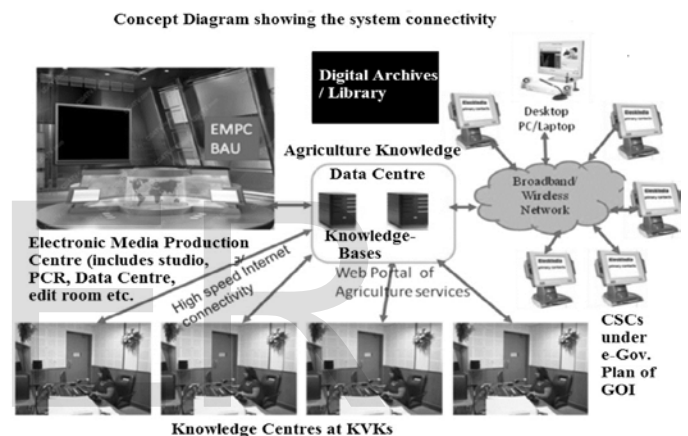 Concept Diagram showing the system connectivity
EMPC
BAU
Digital Archives
/ Library
Desktop
PC/Laptop
Agriculture Knowledge
Data Centre
Knowledge-
Bases
Web Portal of
Agriculture services
Broadband/
Wireless
Network
Electronic Media Production
Centre (includes studio,
PCR, Data Centre,
edit room etc.
High speed Internet
connectivity
CSCs
under
e-Gov.
Plan of
GOI
Knowledge Centres at KVKs